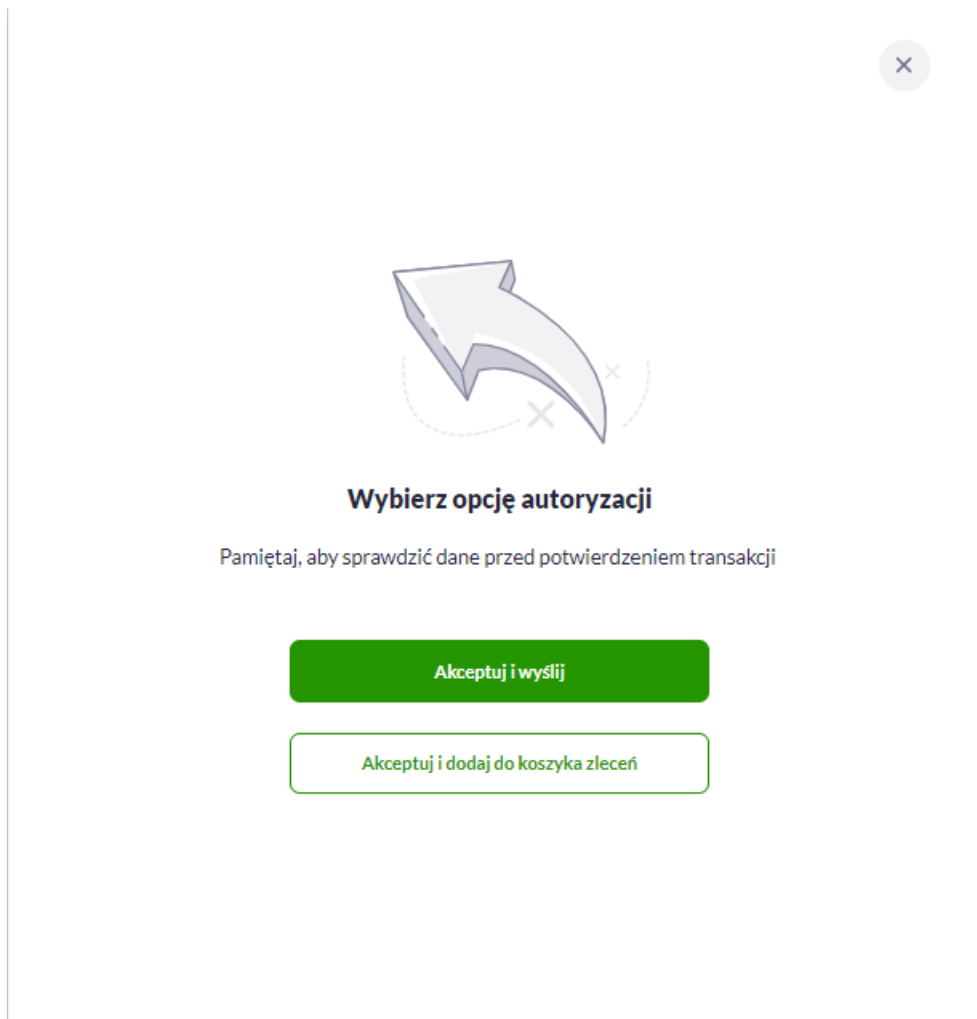 Wybierz opcję autoryzacji
Pamiętaj, aby sprawdzić dane przed potwierdzeniem transakcji
Akceptuj i wyślij
Akceptuj i dodaj do koszyka zleceń